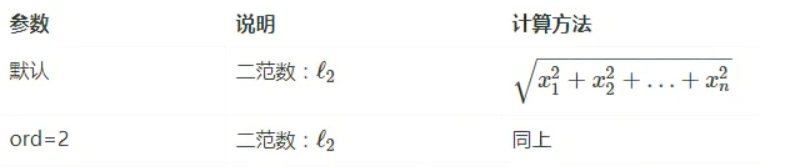 参数 说明 计算方法
默认 二范数：ℓ₂ √(x₁² + x₂² + … + xₙ²)
ord=2 二范数：ℓ₂ 同上